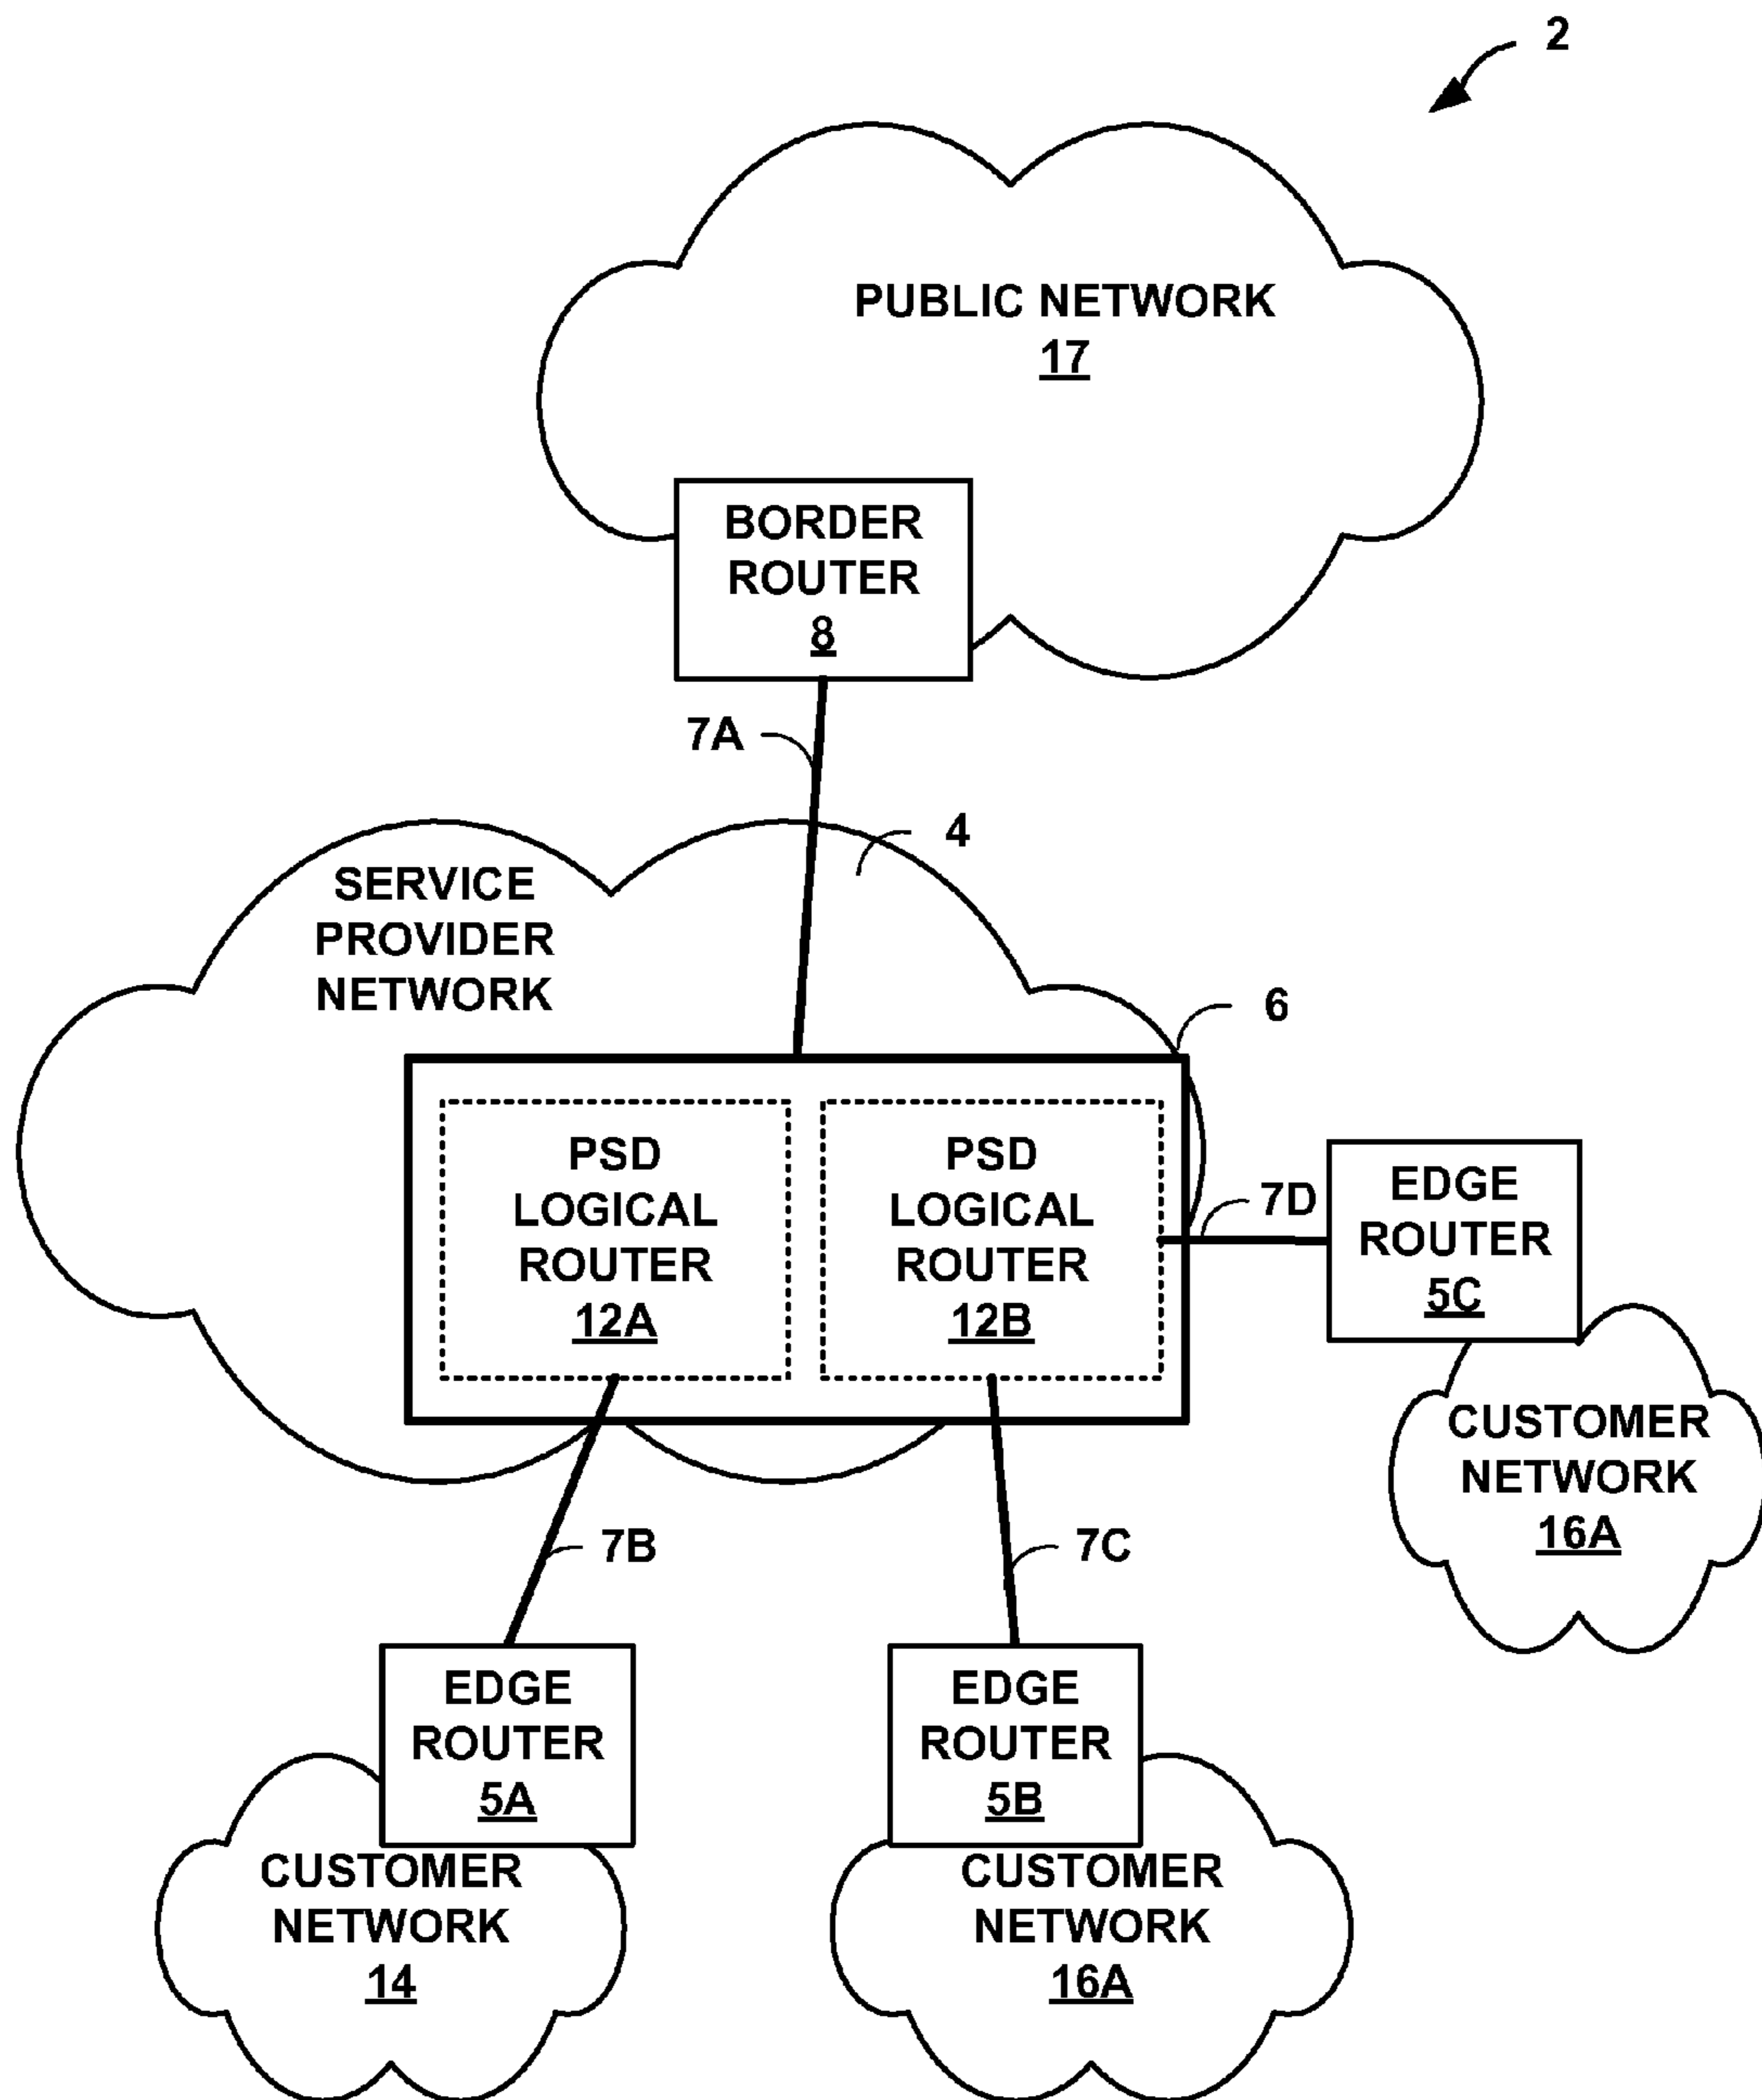 2
PUBLIC NETWORK
17
BORDER
ROUTER
8
7A
4
SERVICE
PROVIDER
NETWORK
6
PSD
LOGICAL
ROUTER
12A
PSD
LOGICAL
ROUTER
12B
7D
EDGE
ROUTER
5C
CUSTOMER
NETWORK
16A
7B
7C
EDGE
ROUTER
5A
EDGE
ROUTER
5B
CUSTOMER
NETWORK
14
CUSTOMER
NETWORK
16A